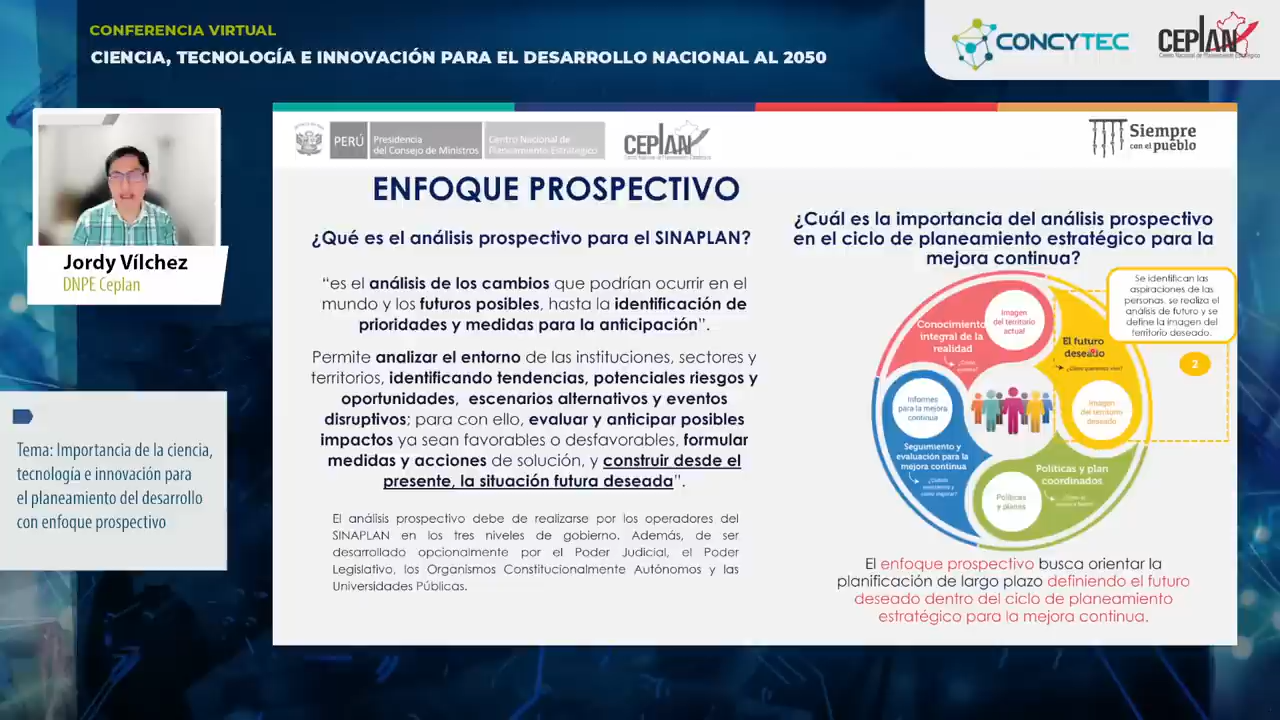 CONFERENCIA VIRTUAL
CIENCIA, TECNOLOGÍA E INNOVACIÓN PARA EL DESARROLLO NACIONAL AL 2050
CONCYTEC
CEPLAN
Centro Nacional de Planeamiento Estratégico
Jordy Vílchez
DNPE Ceplan
Tema: Importancia de la ciencia,
tecnología e innovación para
el planeamiento del desarrollo
con enfoque prospectivo
PERÚ
Presidencia
del Consejo de Ministros
Centro Nacional de
Planeamiento Estratégico
CEPLAN
Centro Nacional de Planeamiento Estratégico
Siempre
con el pueblo
ENFOQUE PROSPECTIVO
¿Qué es el análisis prospectivo para el SINAPLAN?
“es el análisis de los cambios que podrían ocurrir en el
mundo y los futuros posibles, hasta la identificación de
prioridades y medidas para la anticipación”.
Permite analizar el entorno de las instituciones, sectores y
territorios, identificando tendencias, potenciales riesgos y
oportunidades, escenarios alternativos y eventos
disruptivos; para con ello, evaluar y anticipar posibles
impactos ya sean favorables o desfavorables, formular
medidas y acciones de solución, y construir desde el
presente, la situación futura deseada”.
El análisis prospectivo debe de realizarse por los operadores del
SINAPLAN en los tres niveles de gobierno. Además, de ser
desarrollado opcionalmente por el Poder Judicial, el Poder
Legislativo, los Organismos Constitucionalmente Autónomos y las
Universidades Públicas.
¿Cuál es la importancia del análisis prospectivo
en el ciclo de planeamiento estratégico para la
mejora continua?
Se identifican las
aspiraciones de las
personas, se realiza el
análisis de futuro y se
define la imagen del
territorio deseado.
2
Conocimiento
integral de la
realidad
Imagen
del territorio
actual
El futuro
deseado
¿Cómo queremos vivir?
Imagen
del territorio
deseado
Informes
para la mejora
continua
Seguimiento y
evaluación para la
mejora continua
Políticas y plan
coordinados
Políticas
y planes
El enfoque prospectivo busca orientar la
planificación de largo plazo definiendo el futuro
deseado dentro del ciclo de planeamiento
estratégico para la mejora continua.